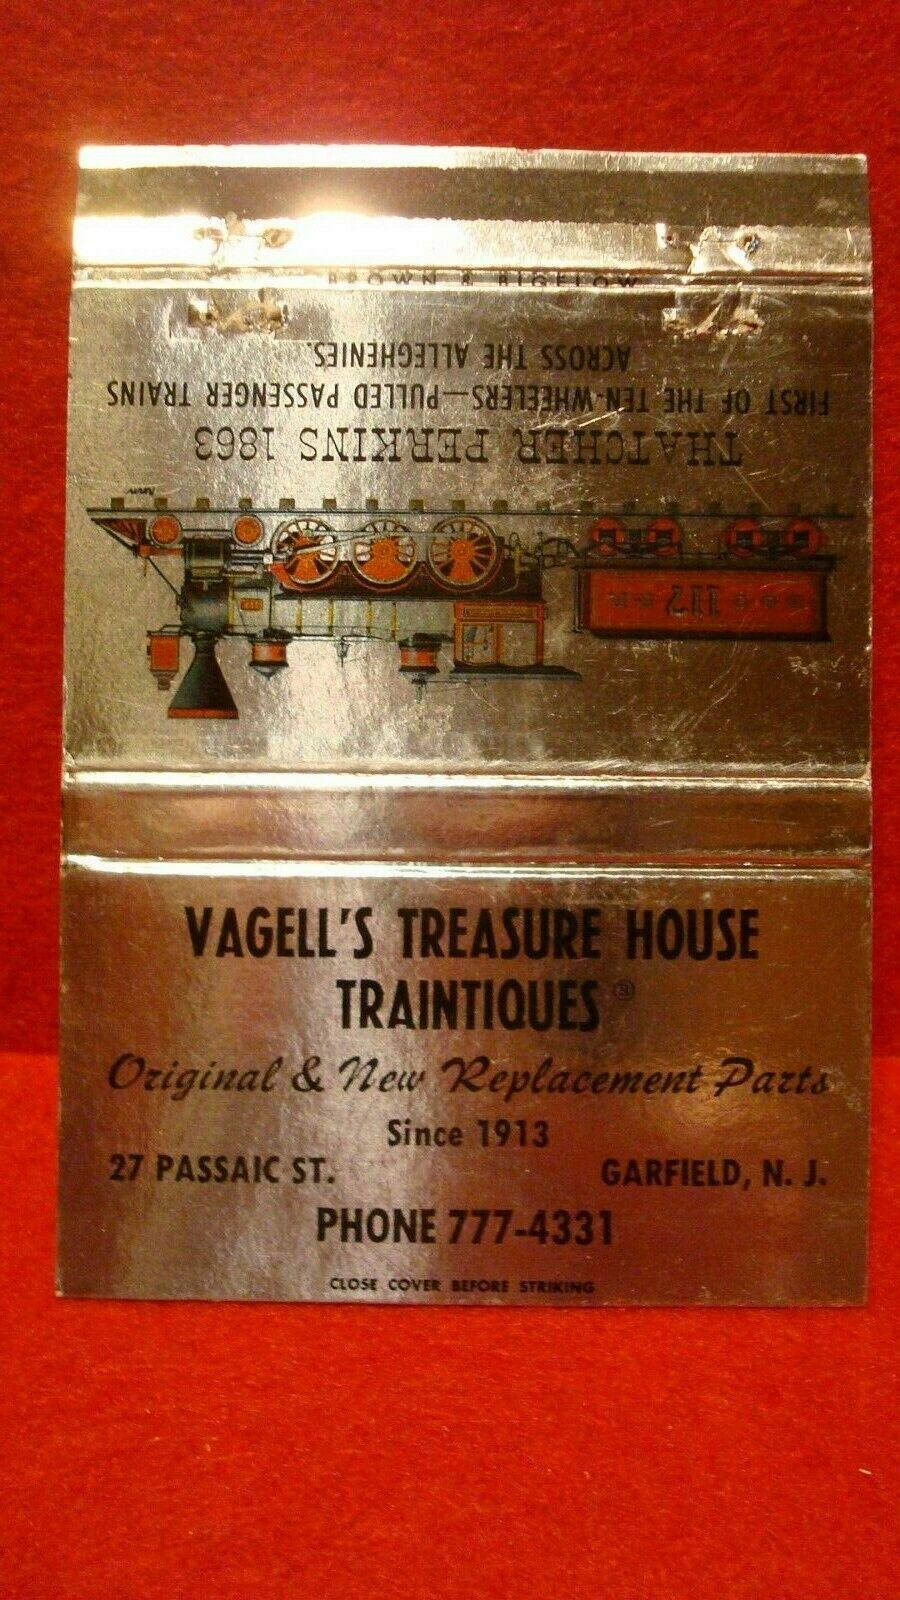 BROWN & BIGELOW
ACROSS THE ALLEGHENIES.
FIRST OF THE TEN-WHEELERS—PULLED PASSENGER TRAINS
THATCHER PERKINS 1863
117
VAGELL'S TREASURE HOUSE
TRAINTIQUES®
Original & New Replacement Parts
Since 1913
27 PASSAIC ST. GARFIELD, N. J.
PHONE 777-4331
CLOSE COVER BEFORE STRIKING